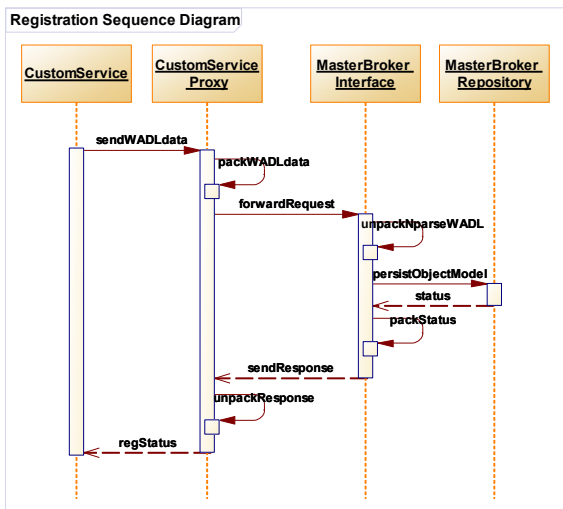 Registration Sequence Diagram
CustomService
CustomService
Proxy
MasterBroker
Interface
MasterBroker
Repository
sendWADLdata
packWADLdata
forwardRequest
unpackNparseWADL
persistObjectModel
status
packStatus
sendResponse
unpackResponse
regStatus